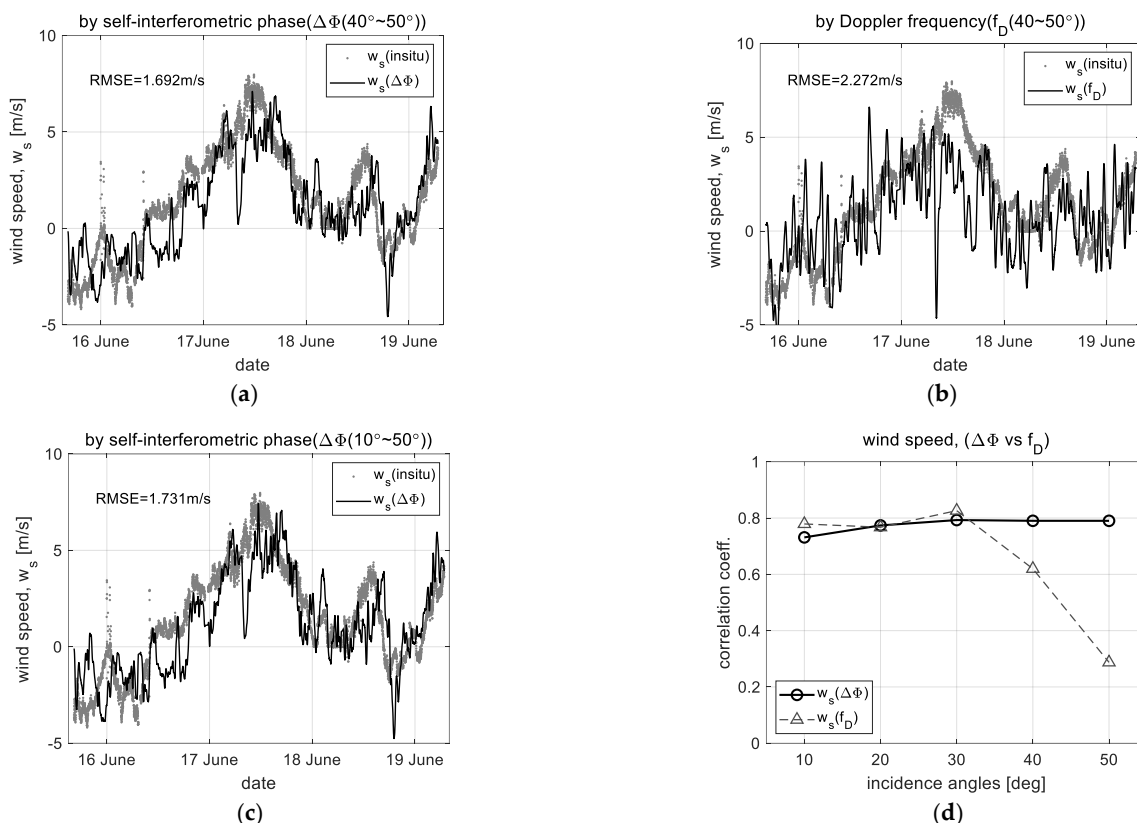 by self-interferometric phase(ΔΦ(40°~50°))
10
5
0
-5
wind speed, w_s [m/s]
RMSE=1.692m/s
w_s(insitu)
w_s(ΔΦ)
16 June
17June
18 June
19 June
date
(a)
by Doppler frequency(f_D(40~50°))
10
5
0
-5
wind speed, w_s [m/s]
RMSE=2.272m/s
w_s(insitu)
w_s(f_D)
16 June
17 June
18 June
19 June
date
(b)
by self-interferometric phase(ΔΦ(10°~50°))
10
5
0
-5
wind speed, w_s [m/s]
RMSE=1.731m/s
w_s(insitu)
w_s(ΔΦ)
16 June
17 June
18 June
19 June
date
(c)
wind speed, (ΔΦ vs f_D)
1
0.8
0.6
0.4
0.2
0
correlation coeff.
w_s(ΔΦ)
w_s(f_D)
10
20
30
40
50
incidence angles [deg]
(d)